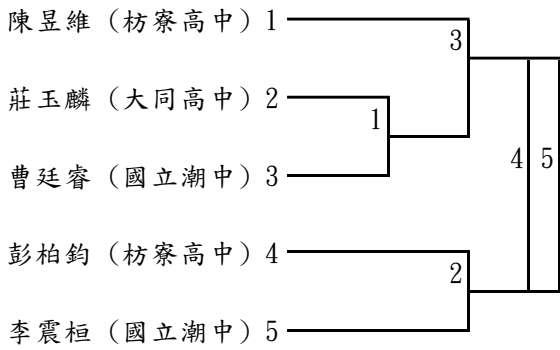 陳昱維（枋寮高中）1
3
莊玉麟（大同高中）2
1
曹廷睿（國立潮中）3
4 5
彭柏鈞（枋寮高中）4
2
李震桓（國立潮中）5